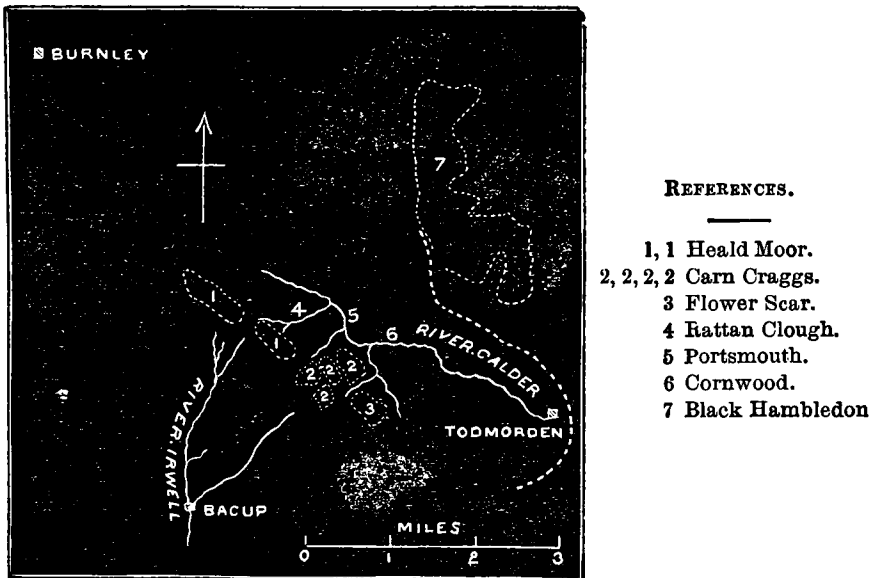 BURNLEY
7
1
4
5
1
6
RIVER.CALDER
2 2 2
2
3
RIVER.IRWELL
TODMORDEN
BACUP
MILES
0 1 2 3
REFERENCES.
1, 1 Heald Moor.
2, 2, 2, 2 Carn Craggs.
3 Flower Scar.
4 Rattan Clough.
5 Portsmouth.
6 Cornwood.
7 Black Hambledon